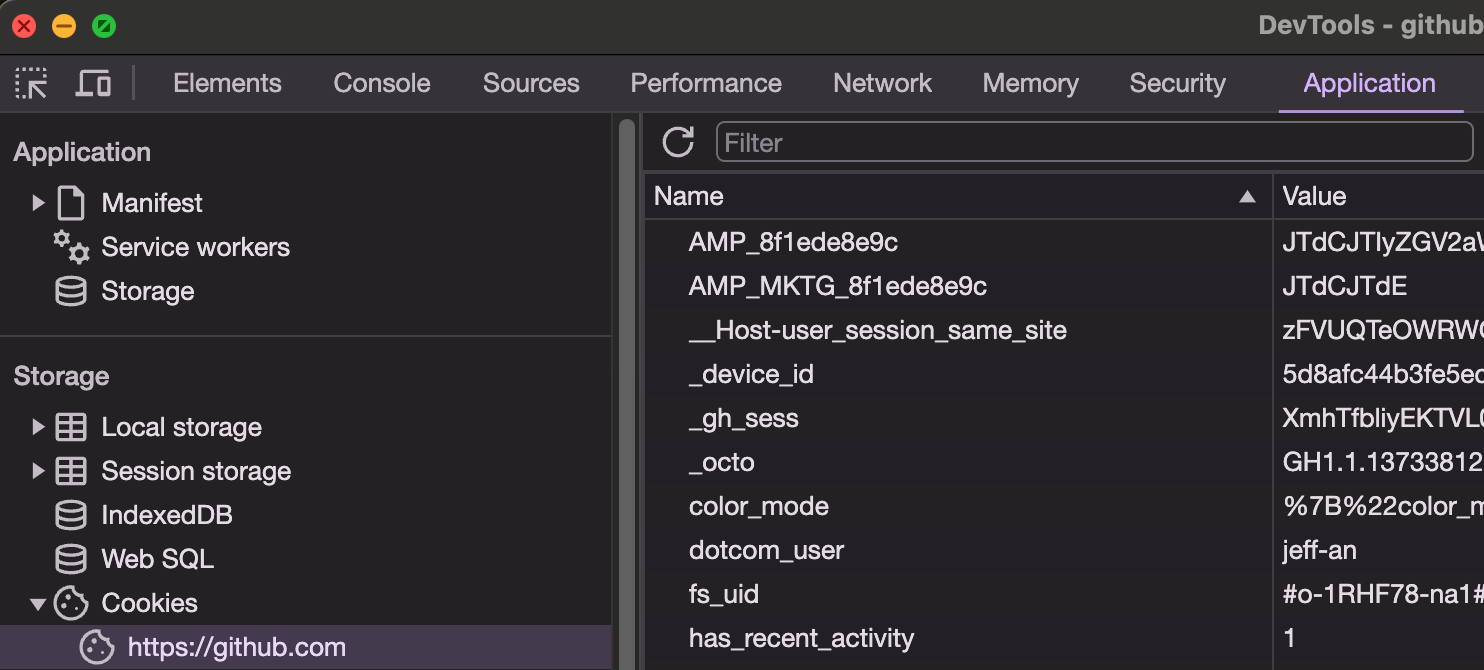 DevTools - github
Elements Console Sources Performance Network Memory Security Application
Application
Manifest
Service workers
Storage
Storage
Local storage
Session storage
IndexedDB
Web SQL
Cookies
https://github.com
Filter
Name Value
AMP_8f1ede8e9c JTdCJTIyZGV2aW
AMP_MKTG_8f1ede8e9c JTdCJTdE
__Host-user_session_same_site zFVUQTeOWRW
_device_id 5d8afc44b3fe5ec
_gh_sess XmhTfbliyEKTVL
_octo GH1.1.13733812
color_mode %7B%22color_m
dotcom_user jeff-an
fs_uid #o-1RHF78-na1#
has_recent_activity 1